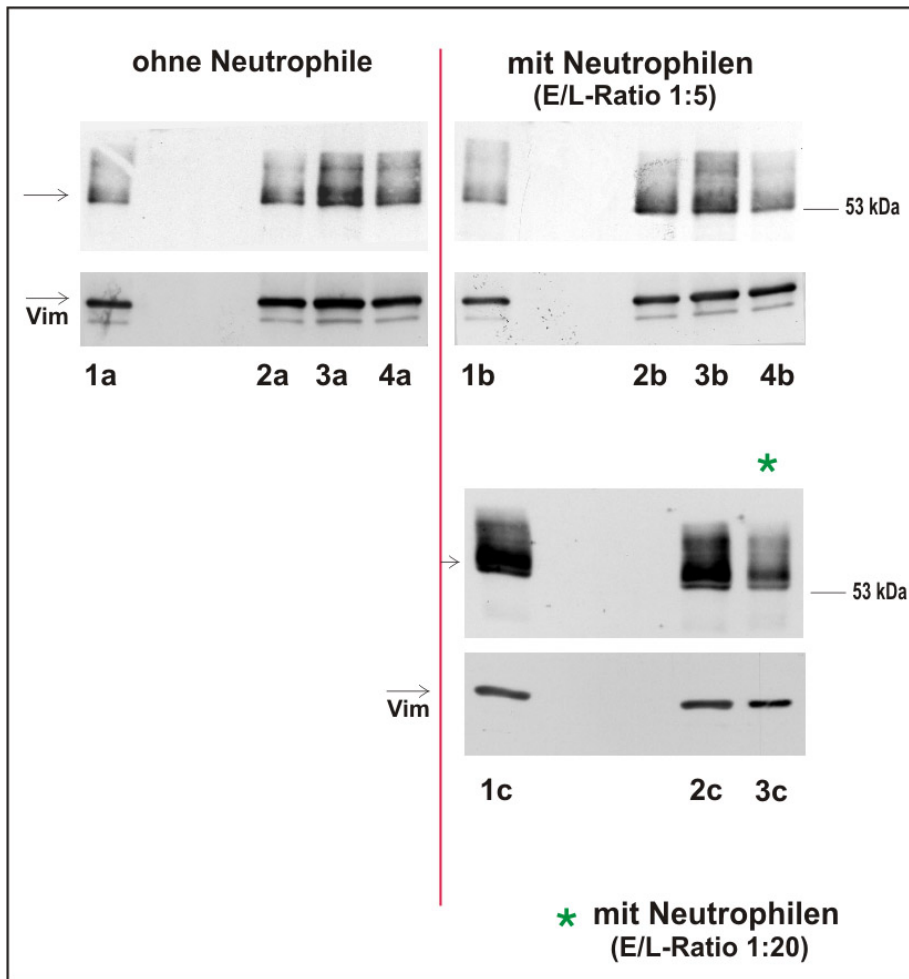 ohne Neutrophile
mit Neutrophilen
(E/L-Ratio 1:5)
53 kDa
Vim
1a 2a 3a 4a
1b 2b 3b 4b
*
53 kDa
Vim
1c 2c 3c
* mit Neutrophilen
(E/L-Ratio 1:20)